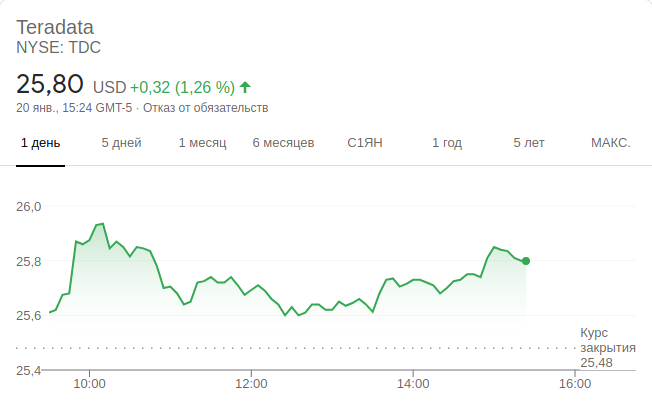 Teradata
NYSE: TDC
25,80 USD +0,32 (1,26 %)
20 янв., 15:24 GMT-5 · Отказ от обязательств
1 день 5 дней 1 месяц 6 месяцев С1ЯН 1 год 5 лет МАКС.
26,0
25,8
25,6
Курс
закрытия
25,48
25,4
10:00 12:00 14:00 16:00